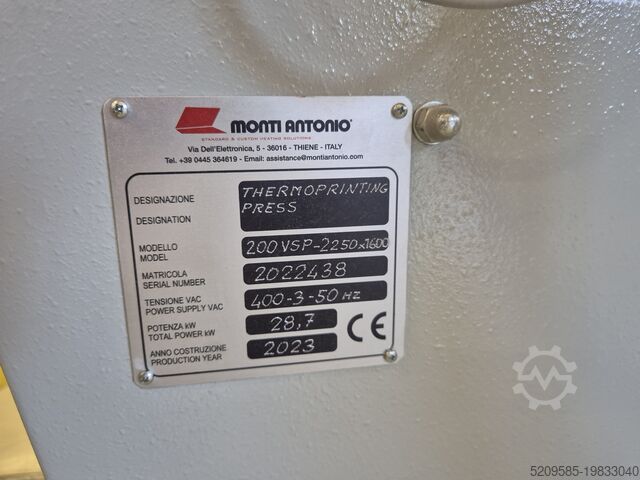 MONTI ANTONIO®
STANDARD & CUSTOM HEATING SOLUTIONS
Via Dell'Elettronica, 5 - 36016 - THIENE - ITALY
Tel. +39 0445 364619 - Email: assistance@montiantonio.com
DESIGNAZIONE
DESIGNATION
THERMOPRINTING
PRESS
MODELLO
MODEL
200 VSP-2250x1600
MATRICOLA
SERIAL NUMBER
2022438
TENSIONE VAC
POWER SUPPLY VAC
400-3-50 Hz
POTENZA kW
TOTAL POWER kW
28,7
CE
ANNO COSTRUZIONE
PRODUCTION YEAR
2023
5209585-19833040